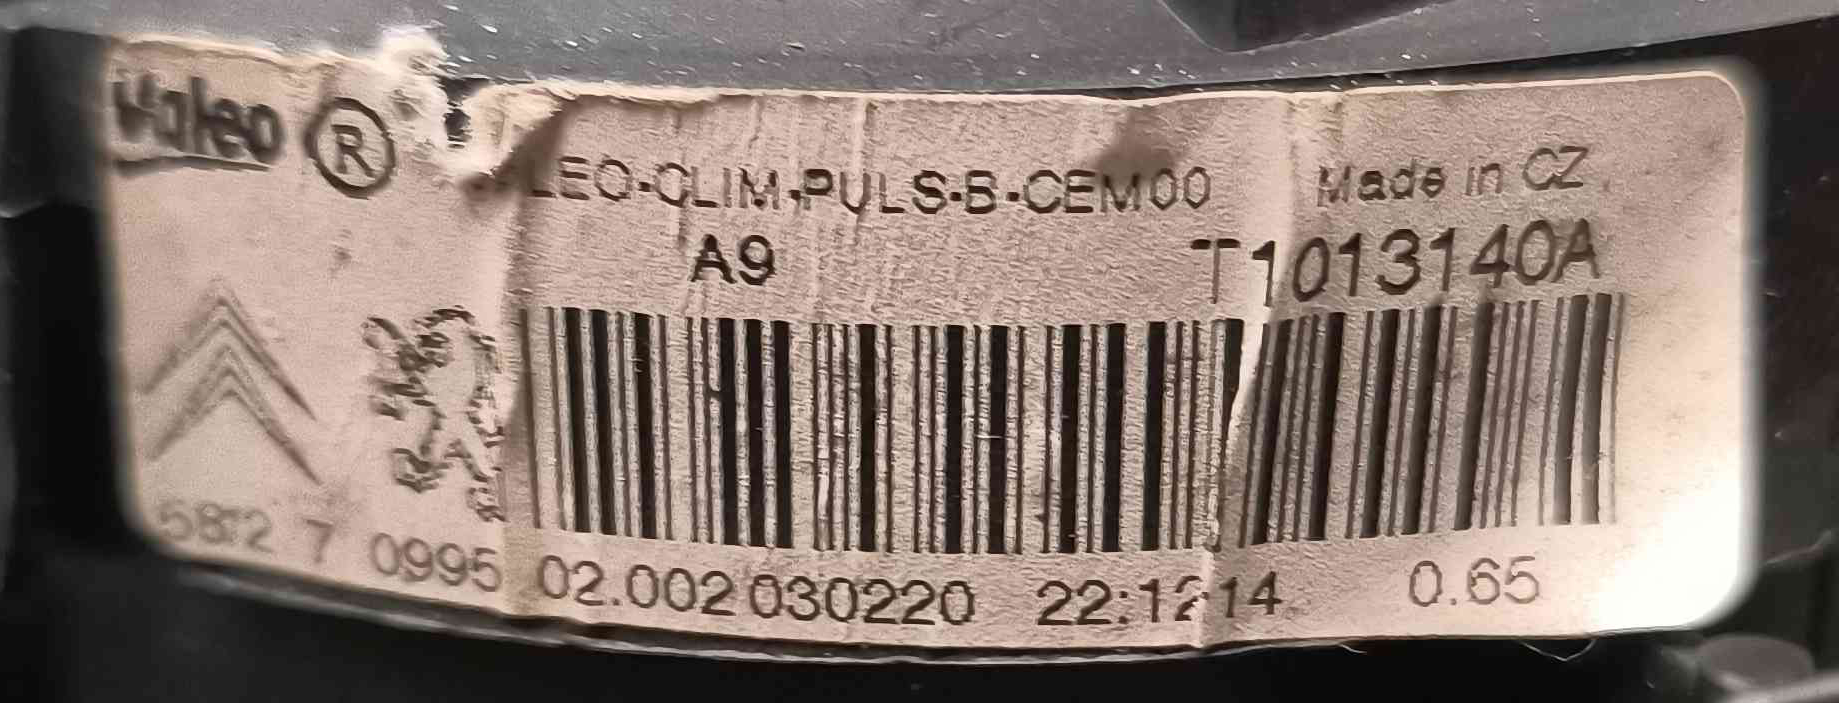 Valeo ®
LEO-CLIM-PULS-B-CEM00 Made in CZ
A9 T1013140A
7 0995 02.002 030220 22:12 14 0.65